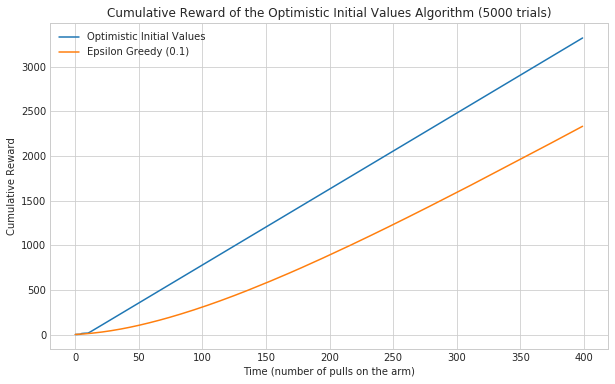 Cumulative Reward of the Optimistic Initial Values Algorithm (5000 trials)
Optimistic Initial Values
Epsilon Greedy (0.1)
Cumulative Reward
3000
2500
2000
1500
1000
500
0
0 50 100 150 200 250 300 350 400
Time (number of pulls on the arm)